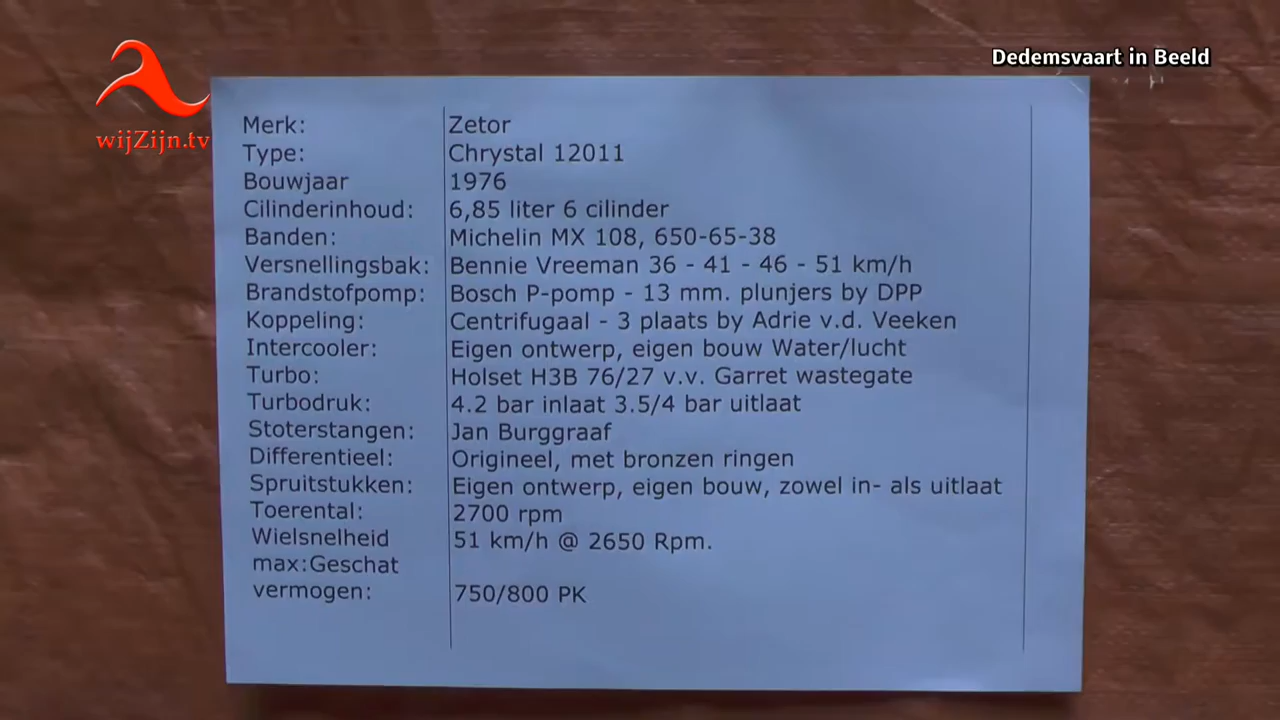 Dedemsvaart in Beeld
wijZijn.tv
Merk: Zetor
Type: Chrystal 12011
Bouwjaar 1976
Cilinderinhoud: 6,85 liter 6 cilinder
Banden: Michelin MX 108, 650-65-38
Versnellingsbak: Bennie Vreeman 36 - 41 - 46 - 51 km/h
Brandstofpomp: Bosch P-pomp - 13 mm. plunjers by DPP
Koppeling: Centrifugaal - 3 plaats by Adrie v.d. Veeken
Intercooler: Eigen ontwerp, eigen bouw Water/lucht
Turbo: Holset H3B 76/27 v.v. Garret wastegate
Turbodruk: 4.2 bar inlaat 3.5/4 bar uitlaat
Stoterstangen: Jan Burggraaf
Differentieel: Origineel, met bronzen ringen
Spruitstukken: Eigen ontwerp, eigen bouw, zowel in- als uitlaat
Toerental: 2700 rpm
Wielsnelheid 51 km/h @ 2650 Rpm.
max:Geschat
vermogen: 750/800 PK